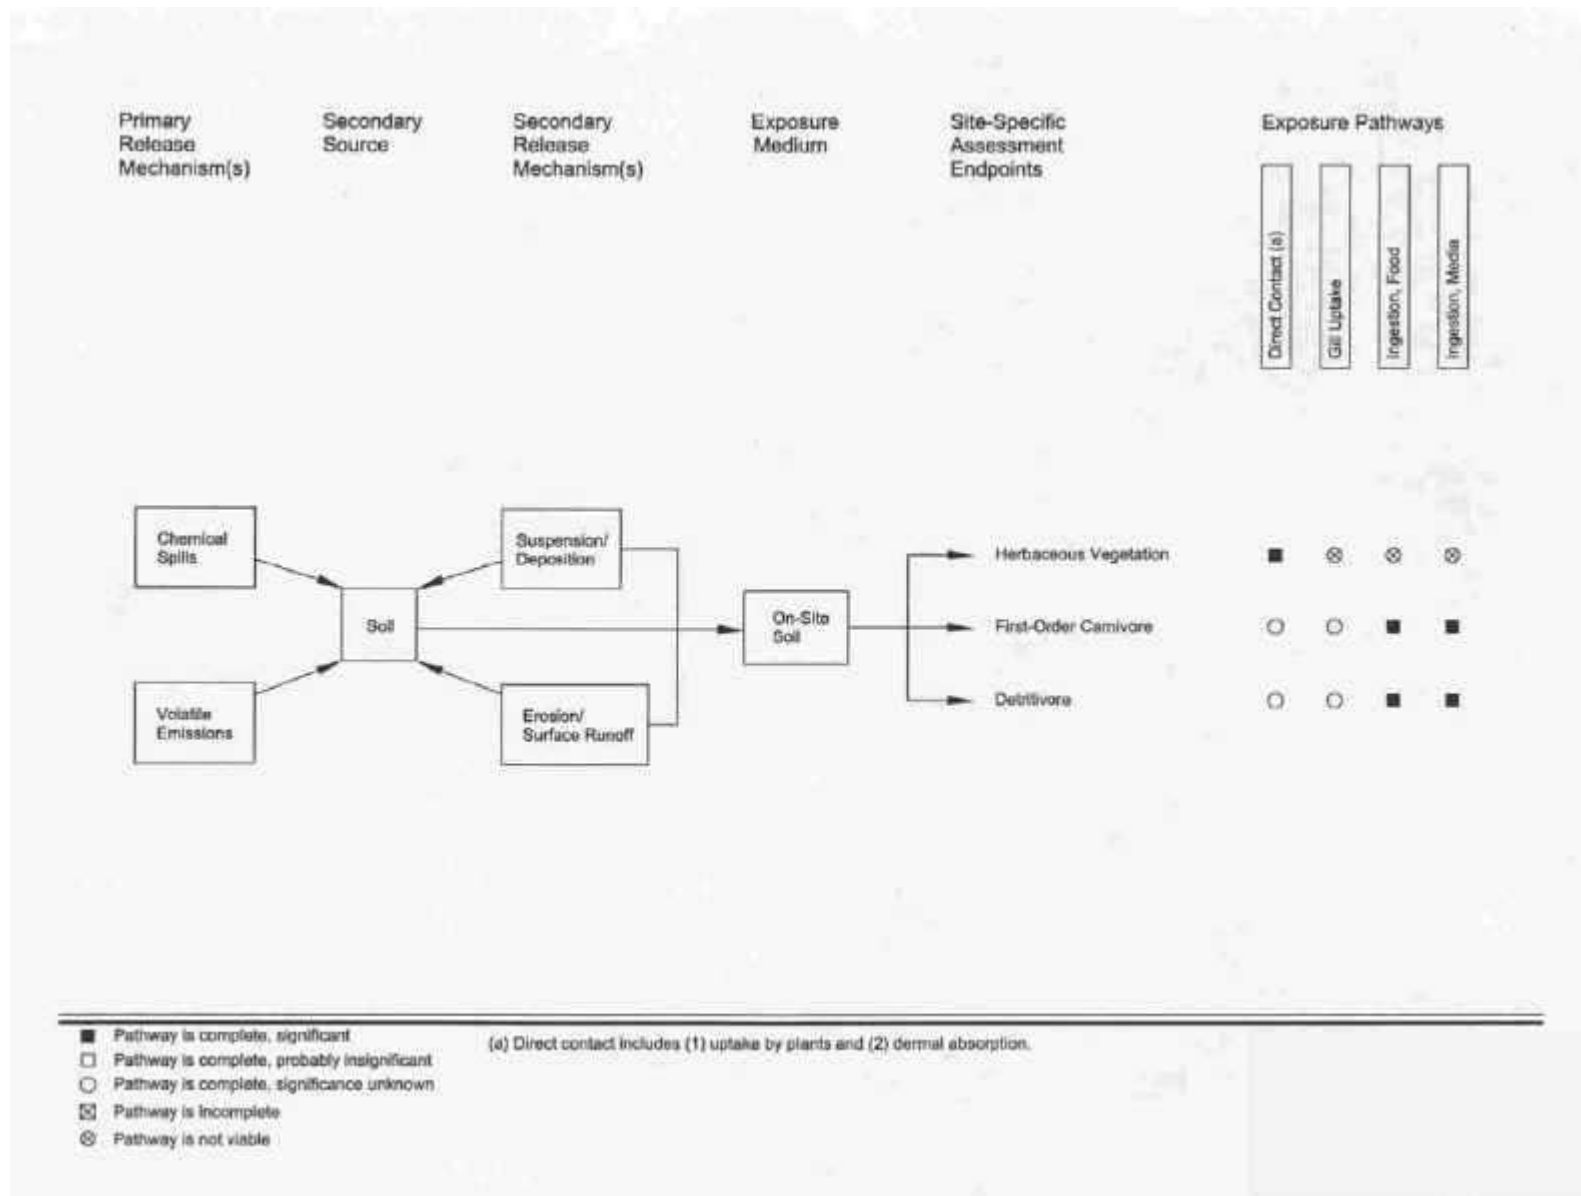 Primary
Release
Mechanism(s)
Secondary
Source
Secondary
Release
Mechanism(s)
Exposure
Medium
Site-Specific
Assessment
Endpoints
Exposure Pathways
Direct Contact (a)
Gill Uptake
Ingestion, Food
Ingestion, Media
Chemical
Spills
Suspension/
Deposition
Soil
On-Site
Soil
Volatile
Emissions
Erosion/
Surface Runoff
Herbaceous Vegetation
First-Order Carnivore
Detritivore
Pathway is complete, significant
Pathway is complete, probably insignificant
Pathway is complete, significance unknown
Pathway is incomplete
Pathway is not viable
(a) Direct contact includes (1) uptake by plants and (2) dermal absorption.